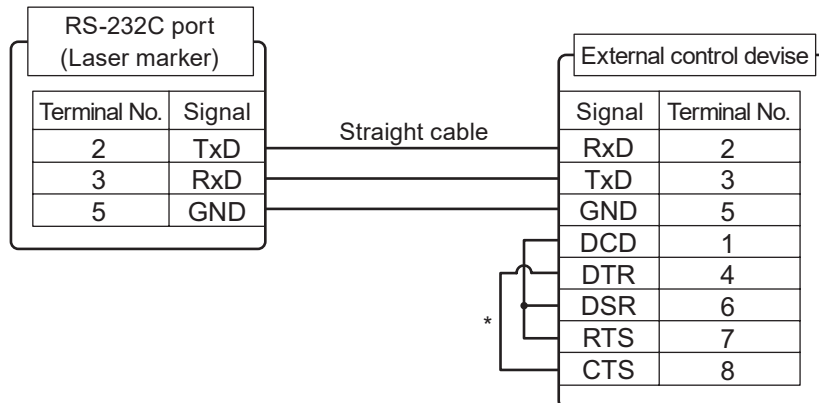 RS-232C port
(Laser marker)
External control devise
Terminal No. Signal
Signal Terminal No.
Straight cable
2 TxD
RxD 2
3 RxD
TxD 3
5 GND
GND 5
DCD 1
DTR 4
DSR 6
*
RTS 7
CTS 8